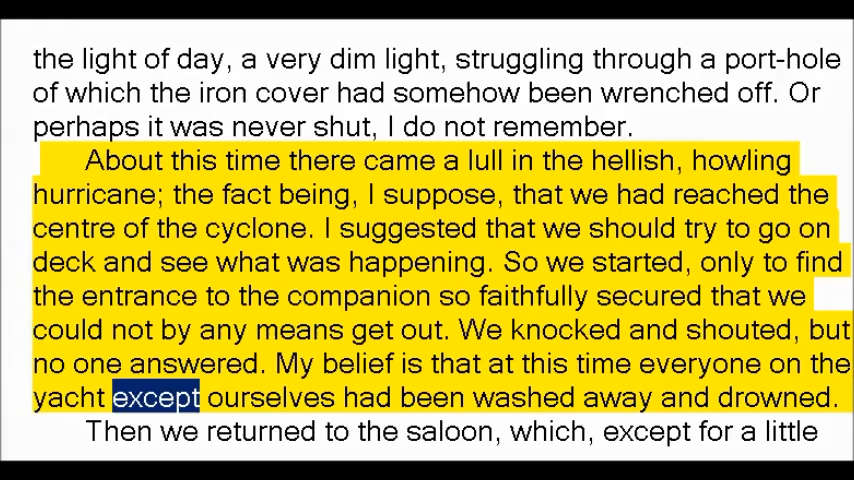 the light of day, a very dim light, struggling through a port-hole
of which the iron cover had somehow been wrenched off. Or
perhaps it was never shut, I do not remember.
About this time there came a lull in the hellish, howling
hurricane; the fact being, I suppose, that we had reached the
centre of the cyclone. I suggested that we should try to go on
deck and see what was happening. So we started, only to find
the entrance to the companion so faithfully secured that we
could not by any means get out. We knocked and shouted, but
no one answered. My belief is that at this time everyone on the
yacht except ourselves had been washed away and drowned.
Then we returned to the saloon, which, except for a little